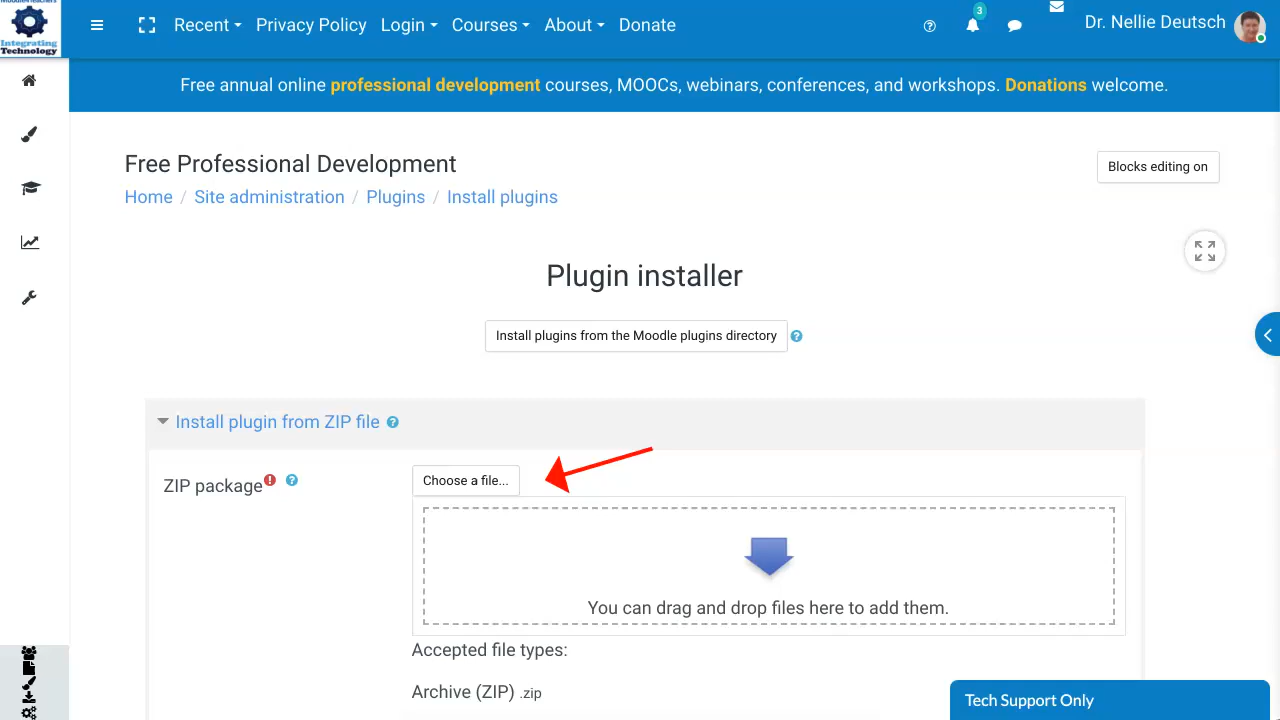 Moodle4Teachers
Integrating
Technology
Recent
Privacy Policy
Login
Courses
About
Donate
3
Dr. Nellie Deutsch
Free annual online professional development courses, MOOCs, webinars, conferences, and workshops. Donations welcome.
Free Professional Development
Blocks editing on
Home / Site administration / Plugins / Install plugins
Plugin installer
Install plugins from the Moodle plugins directory
Install plugin from ZIP file
ZIP package
Choose a file...
You can drag and drop files here to add them.
Accepted file types:
Archive (ZIP) .zip
Tech Support Only